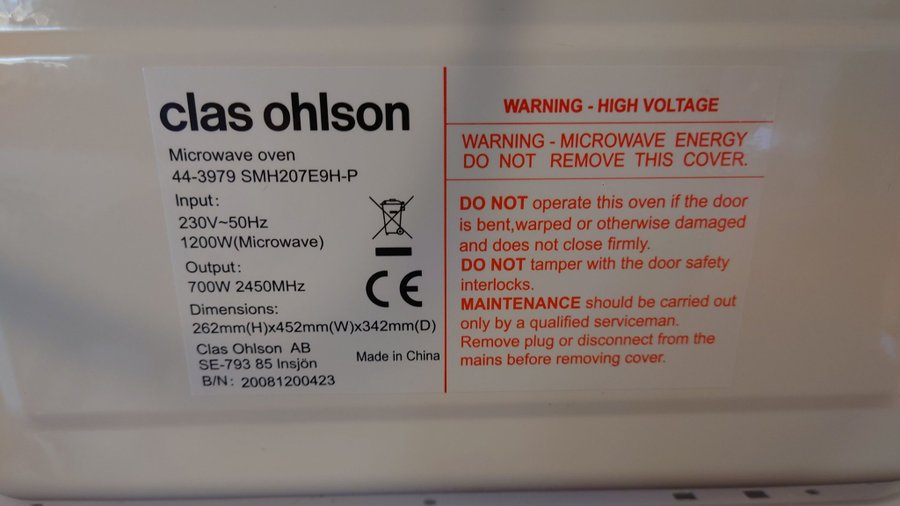 clas ohlson
Microwave oven
44-3979 SMH207E9H-P
Input:
230V~50Hz
1200W(Microwave)
Output:
700W 2450MHz
Dimensions:
262mm(H)x452mm(W)x342mm(D)
Clas Ohlson AB
SE-793 85 Insjön
B/N: 20081200423
CE
Made in China
WARNING - HIGH VOLTAGE
WARNING - MICROWAVE ENERGY
DO NOT REMOVE THIS COVER.
DO NOT operate this oven if the door
is bent,warped or otherwise damaged
and does not close firmly.
DO NOT tamper with the door safety
interlocks.
MAINTENANCE should be carried out
only by a qualified serviceman.
Remove plug or disconnect from the
mains before removing cover.